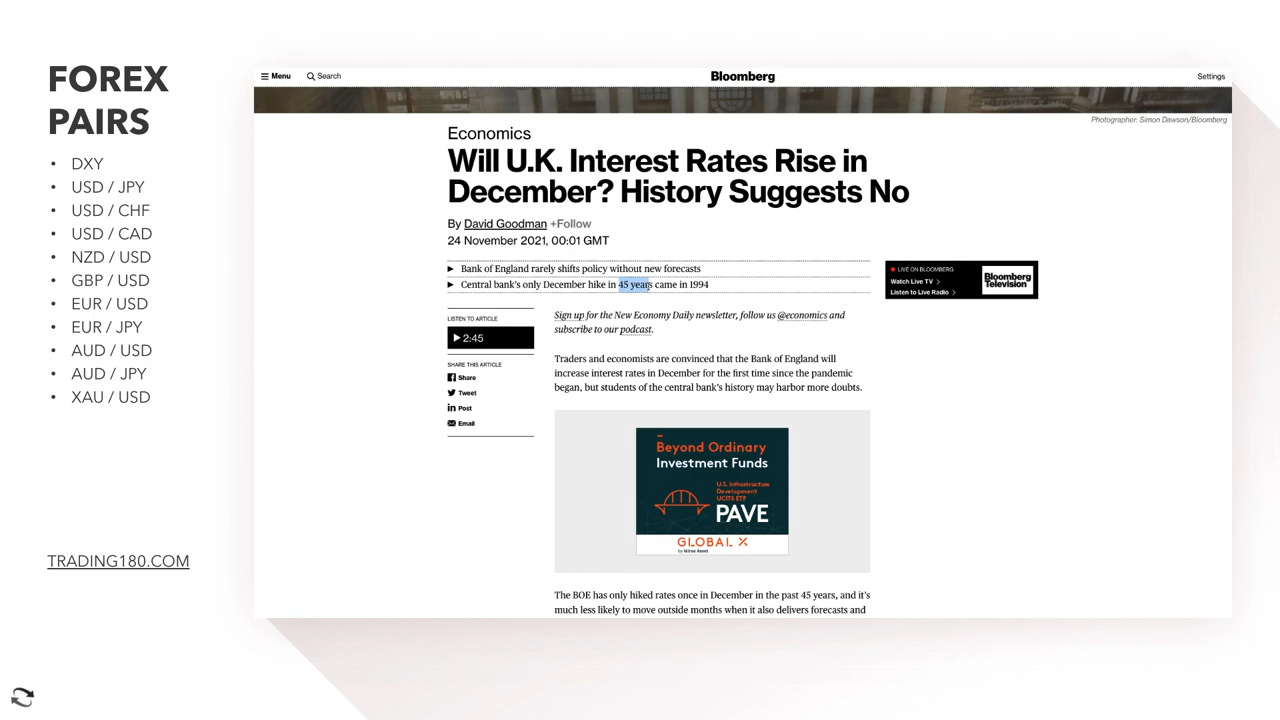 FOREX
PAIRS
• DXY
• USD / JPY
• USD / CHF
• USD / CAD
• NZD / USD
• GBP / USD
• EUR / USD
• EUR / JPY
• AUD / USD
• AUD / JPY
• XAU / USD
TRADING180.COM
Menu
Search
Bloomberg
Settings
Photographer: Simon Dawson/Bloomberg
Economics
Will U.K. Interest Rates Rise in
December? History Suggests No
By David Goodman +Follow
24 November 2021, 00:01 GMT
Bank of England rarely shifts policy without new forecasts
Central bank's only December hike in 45 years came in 1994
LIVE ON BLOOMBERG
Watch Live TV >
Listen to Live Radio >
Bloomberg
Television
LISTEN TO ARTICLE
2:45
SHARE THIS ARTICLE
Share
Tweet
Post
Email
Sign up for the New Economy Daily newsletter, follow us @economics and
subscribe to our podcast.
Traders and economists are convinced that the Bank of England will
increase interest rates in December for the first time since the pandemic
began, but students of the central bank's history may harbor more doubts.
Beyond Ordinary
Investment Funds
U.S. Infrastructure
Development
UCITS ETF
PAVE
GLOBAL X
by Mirae Asset
The BOE has only hiked rates once in December in the past 45 years, and it's
much less likely to move outside months when it also delivers forecasts and